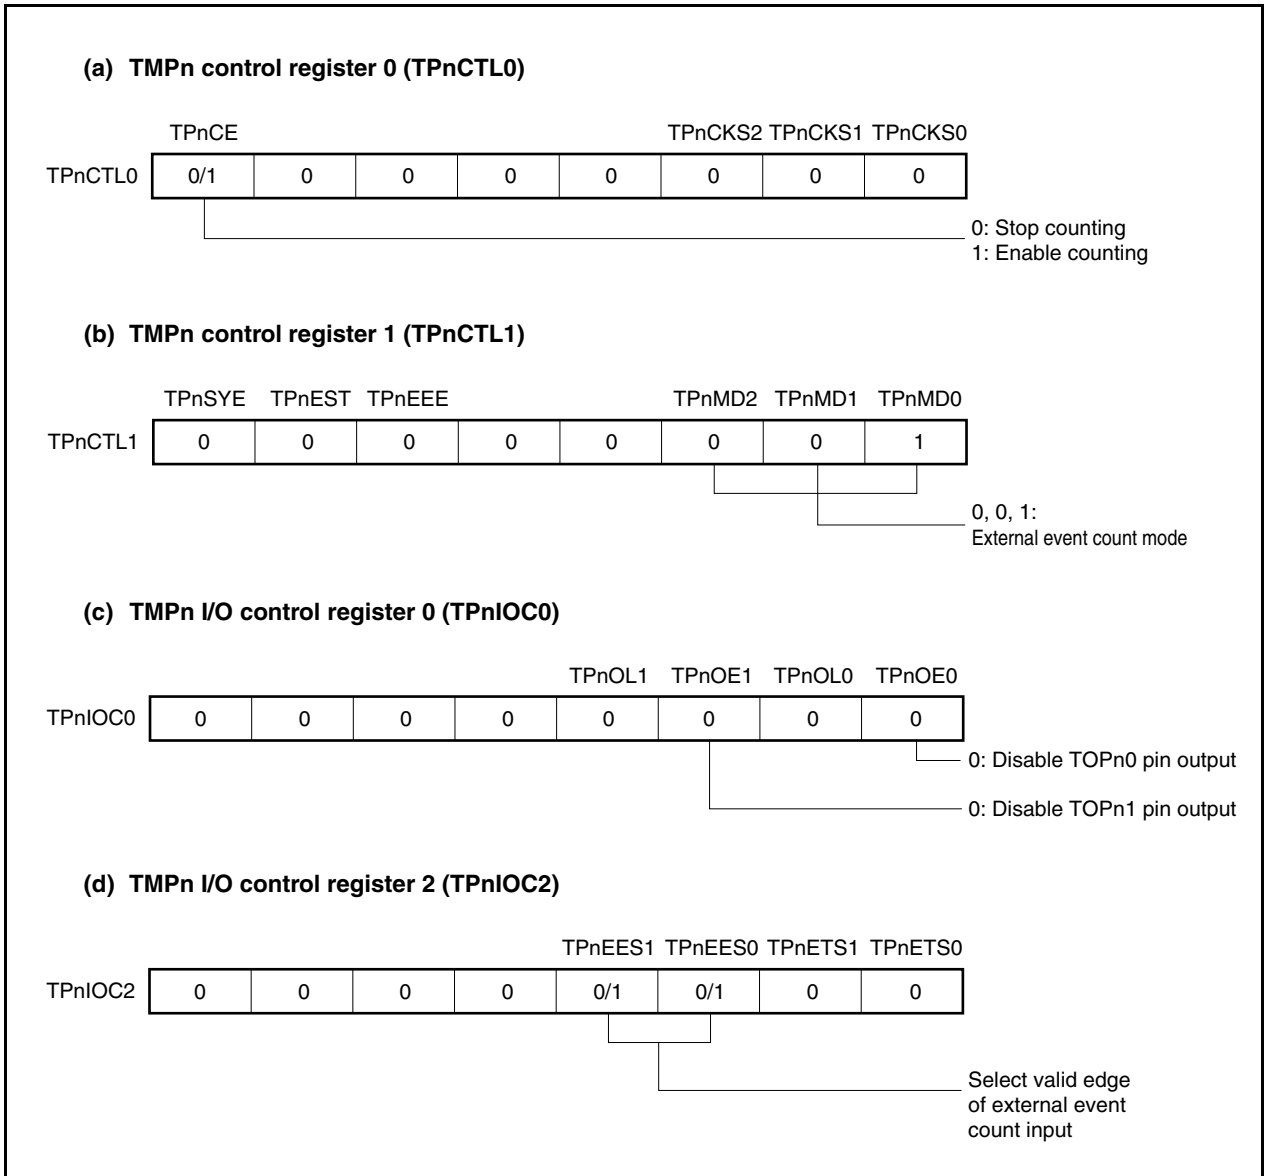 (a) TMPn control register 0 (TPnCTL0)
TPnCE TPnCKS2 TPnCKS1 TPnCKS0
TPnCTL0 0/1 0 0 0 0 0 0 0
0: Stop counting
1: Enable counting
(b) TMPn control register 1 (TPnCTL1)
TPnSYE TPnEST TPnEEE TPnMD2 TPnMD1 TPnMD0
TPnCTL1 0 0 0 0 0 0 0 1
0, 0, 1:
External event count mode
(c) TMPn I/O control register 0 (TPnIOC0)
TPnOL1 TPnOE1 TPnOL0 TPnOE0
TPnIOC0 0 0 0 0 0 0 0 0
0: Disable TOPn0 pin output
0: Disable TOPn1 pin output
(d) TMPn I/O control register 2 (TPnIOC2)
TPnEES1 TPnEES0 TPnETS1 TPnETS0
TPnIOC2 0 0 0 0 0/1 0/1 0 0
Select valid edge
of external event
count input